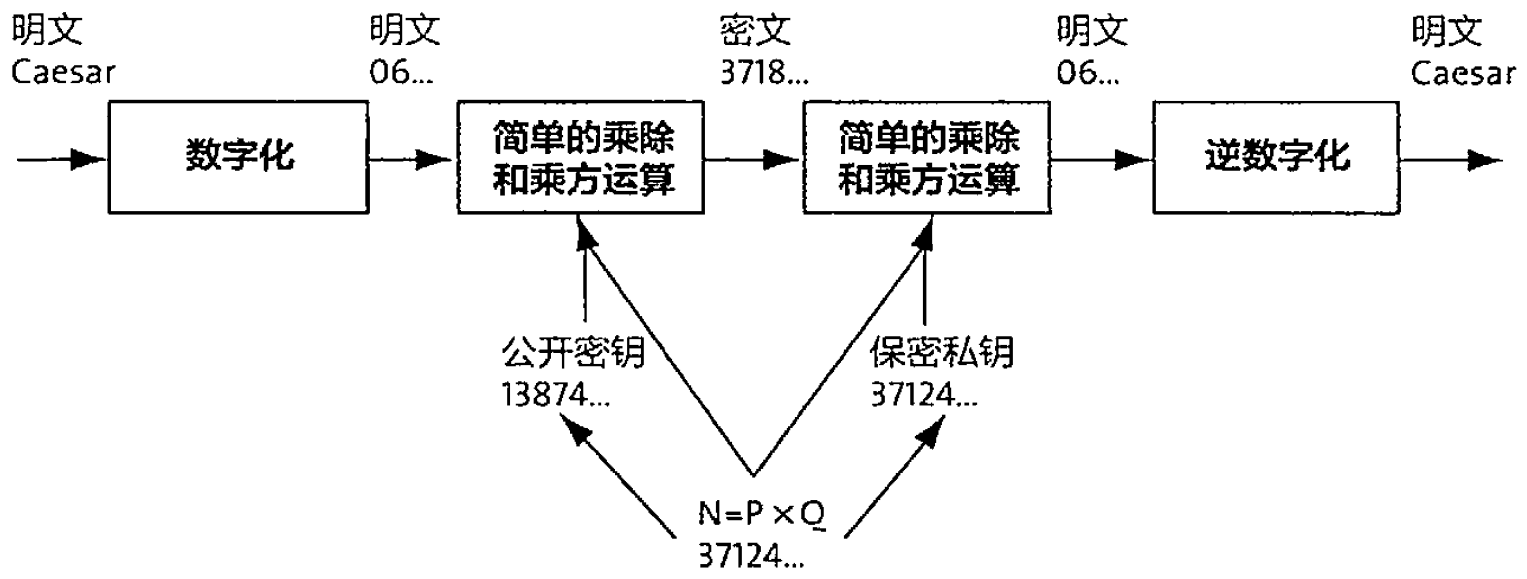 明文
Caesar
明文
06...
密文
3718...
明文
06...
明文
Caesar
数字化
简单的乘除
和乘方运算
简单的乘除
和乘方运算
逆数字化
公开密钥
13874...
保密私钥
37124...
N=P×Q
37124...